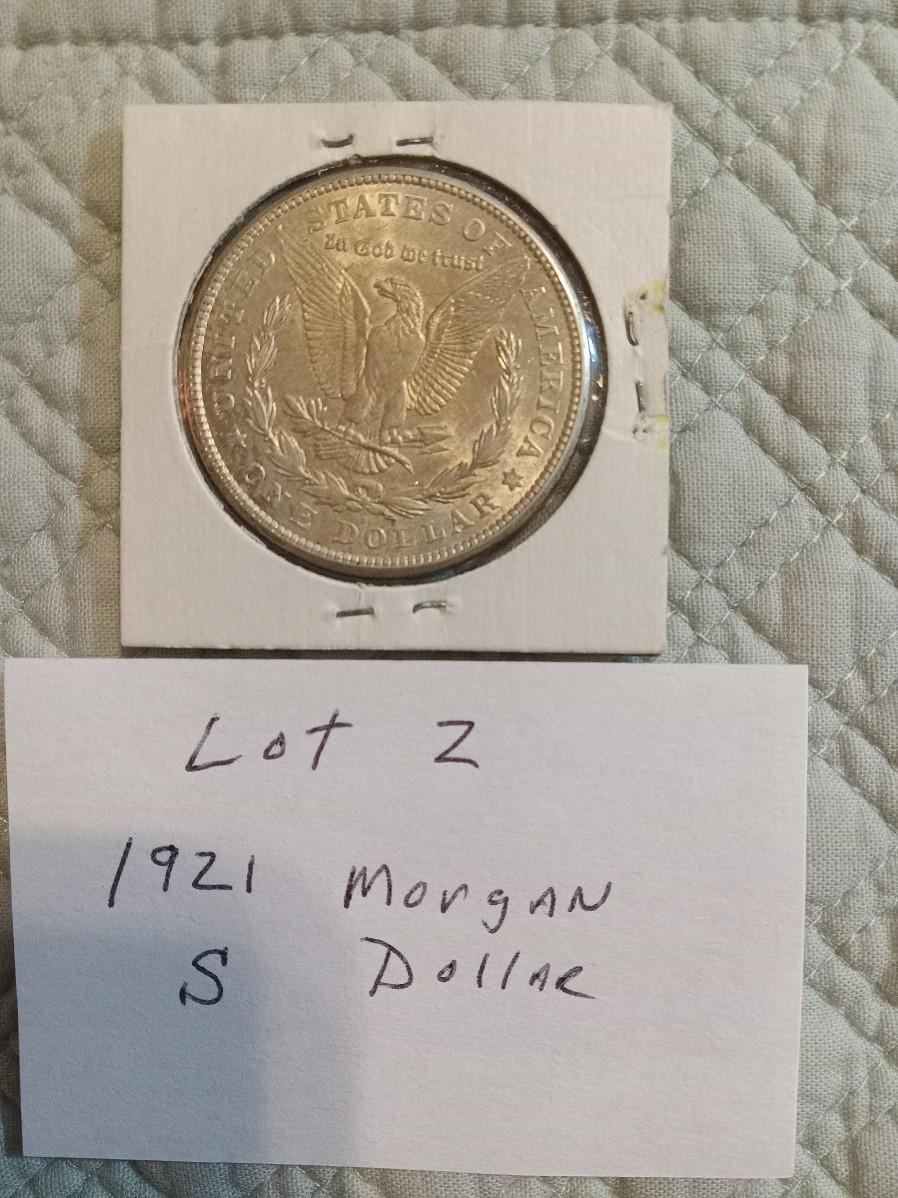 UNITED STATES OF AMERICA
In God we trust
ONE DOLLAR
Lot 2
1921 Morgan
S Dollar